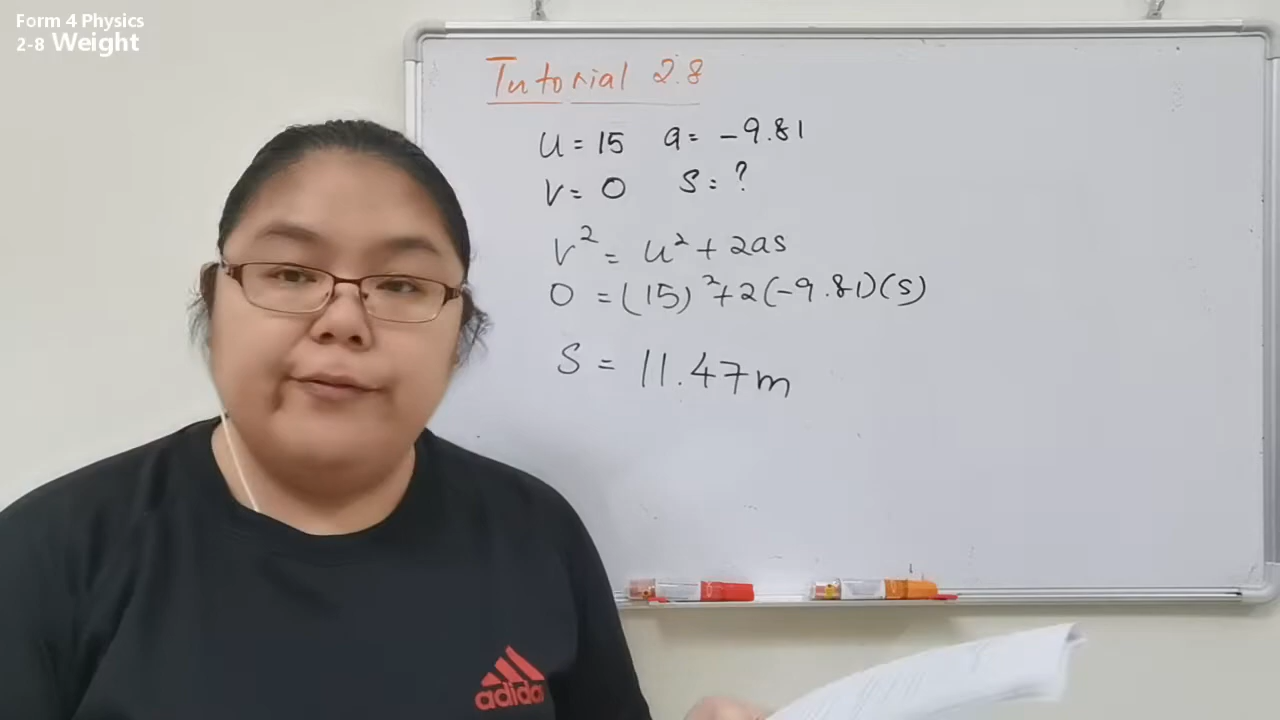 Form 4 Physics
2-8 Weight
Tutorial 2.8
u = 15 a = -9.81
v = 0 s = ?
v² = u² + 2as
0 = (15)² + 2(-9.81)(s)
s = 11.47m
adidas